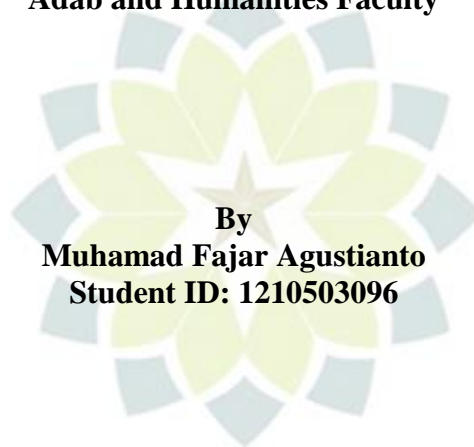 Adab and Humanities Faculty
By
Muhamad Fajar Agustianto
Student ID: 1210503096